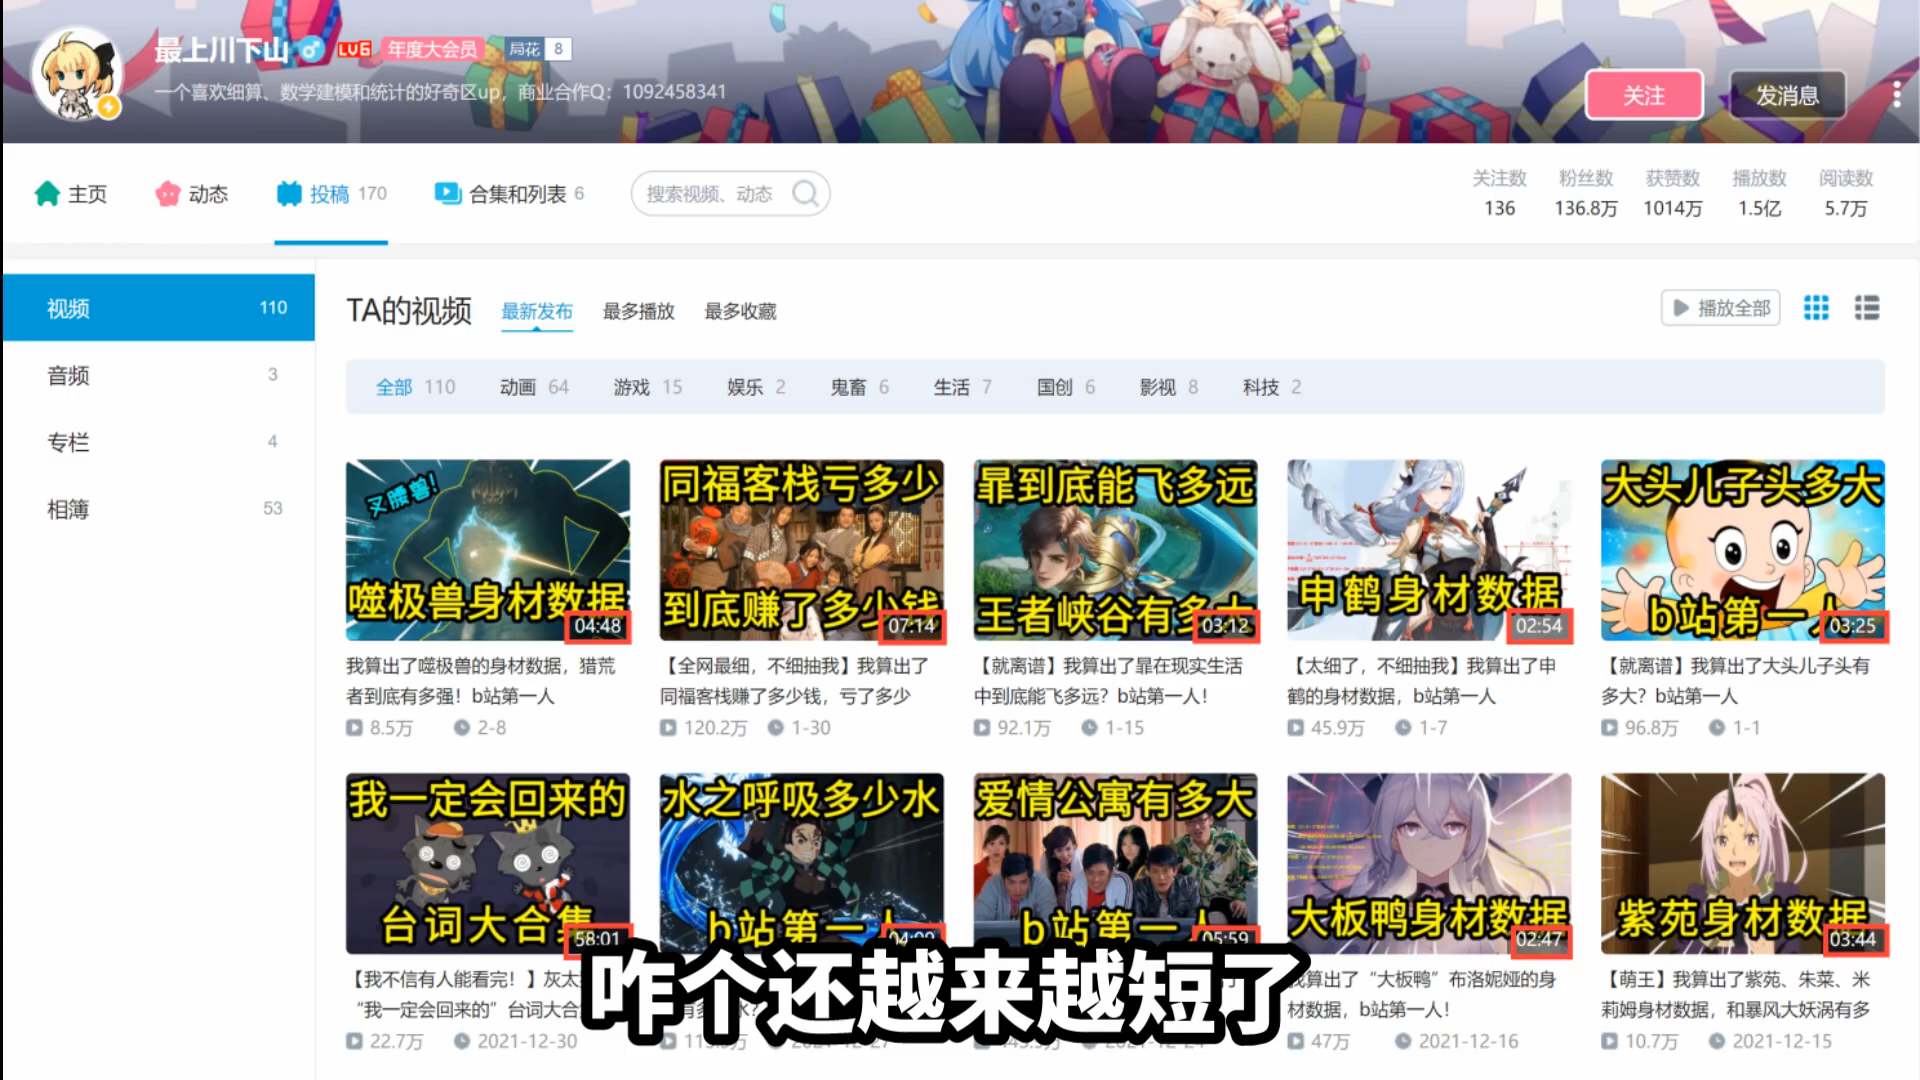 最上川下山 LV6 年度大会员 局花 8
一个喜欢细算、数学建模和统计的好奇区up，商业合作Q：1092458341
关注 发消息
主页 动态 投稿 170 合集和列表 6 搜索视频、动态
关注数 粉丝数 获赞数 播放数 阅读数
136 136.8万 1014万 1.5亿 5.7万
视频 110
音频 3
专栏 4
相簿 53
TA的视频 最新发布 最多播放 最多收藏 播放全部
全部 110 动画 64 游戏 15 娱乐 2 鬼畜 6 生活 7 国创 6 影视 8 科技 2
叉腰兽！
噬极兽身材数据
04:48
我算出了噬极兽的身材数据，猎荒
者到底有多强！b站第一人
8.5万 2-8
同福客栈亏多少
到底赚了多少钱
07:14
【全网最细，不细抽我】我算出了
同福客栈赚了多少钱，亏了多少
120.2万 1-30
暃到底能飞多远
王者峡谷有多大
03:12
【就离谱】我算出了暃在现实生活
中到底能飞多远？b站第一人！
92.1万 1-15
申鹤身材数据
02:54
【太细了，不细抽我】我算出了申
鹤的身材数据，b站第一人
45.9万 1-7
大头儿子头多大
b站第一人
03:25
【就离谱】我算出了大头儿子头有
多大？b站第一人
96.8万 1-1
我一定会回来的
台词大合集
58:01
【我不信有人能看完！】灰太
“我一定会回来的”台词大合
22.7万 2021-12-30
水之呼吸多少水
b站第一人
爱情公寓有多大
b站第一人
05:59
大板鸭身材数据
02:47
我算出了“大板鸭”布洛妮娅的身
材数据，b站第一人！
47万 2021-12-16
紫苑身材数据
03:44
【萌王】我算出了紫苑、朱菜、米
莉姆身材数据，和暴风大妖涡有多
10.7万 2021-12-15
咋个还越来越短了